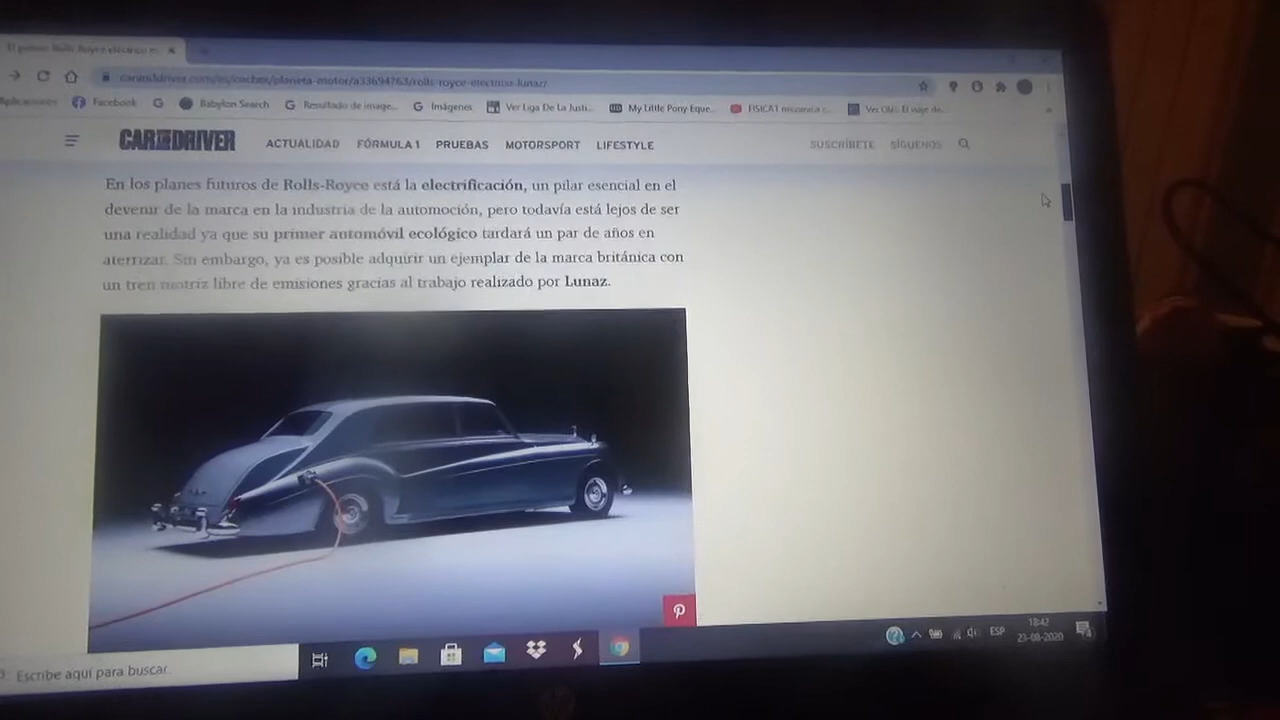 El primer Rolls-Royce eléctrico e
caranddriver.com/es/coches/planeta-motor/a33694763/rolls-royce-electrico-lunaz/
Aplicaciones Facebook Babylon Search Resultado de image... Imágenes Ver Liga De La Justi... My Little Pony Eque... FISICA1 mecanica c... Ver
CAR AND DRIVER ACTUALIDAD FÓRMULA 1 PRUEBAS MOTORSPORT LIFESTYLE SUSCRÍBETE SÍGUENOS
En los planes futuros de Rolls-Royce está la electrificación, un pilar esencial en el
devenir de la marca en la industria de la automoción, pero todavía está lejos de ser
una realidad ya que su primer automóvil ecológico tardará un par de años en
aterrizar. Sin embargo, ya es posible adquirir un ejemplar de la marca británica con
un tren motriz libre de emisiones gracias al trabajo realizado por Lunaz.
Escribe aquí para buscar.
ESP
18:42
23-08-2020